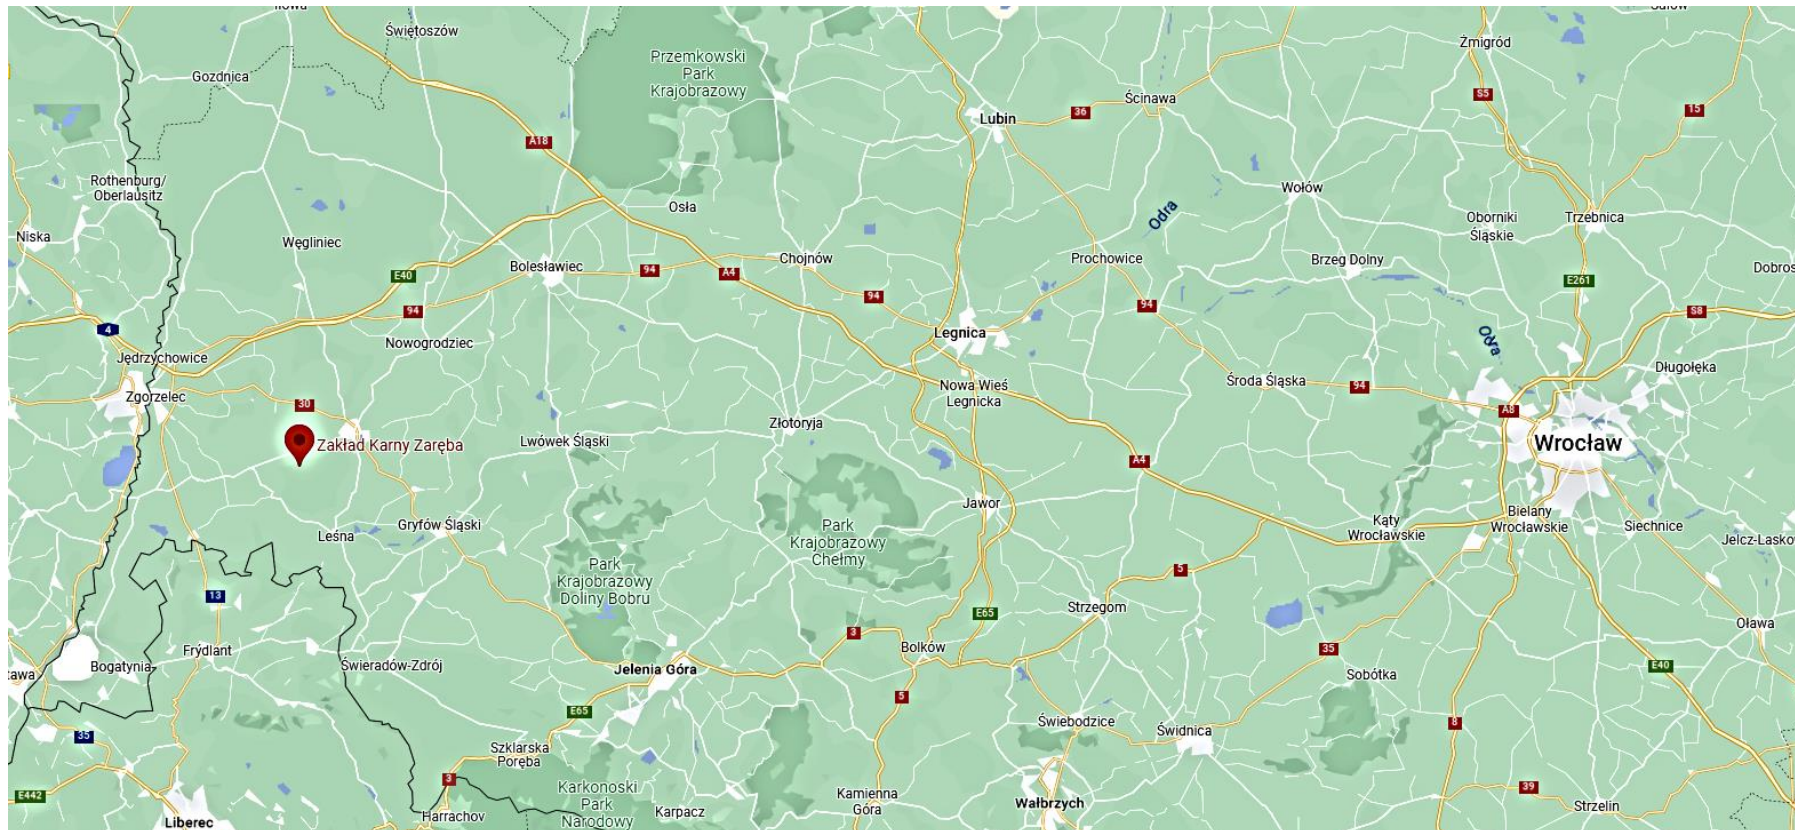 Świętoszów
Żmigród
Przemkowski
Park
Krajobrazowy
Gozdnica
S5
Ścinawa
15
36
Lubin
A18
Rothenburg/
Oberlausitz
Wołów
Osła
Odra
Oborniki
Śląskie
Trzebnica
Niska
Węgliniec
94
Chojnów
Prochowice
Brzeg Dolny
Bolesławiec
E40
94
A4
E261
94
94
94
S8
4
Legnica
Odra
Nowogrodziec
Jędrzychowice
Długołęka
Środa Śląska
94
Nowa Wieś
Legnicka
Zgorzelec
30
A8
Złotoryja
Lwówek Śląski
Zakład Karny Zaręba
Wrocław
A4
Jawor
Bielany
Wrocławskie
Kąty
Wrocławskie
Gryfów Śląski
Park
Krajobrazowy
Chełmy
Siechnice
Leśna
Park
Krajobrazowy
Doliny Bobru
5
13
Strzegom
E65
Oława
3
Bolków
35
Frýdlant
Bogatynia
Świeradów-Zdrój
Jelenia Góra
E40
Sobótka
5
E65
Świebodzice
8
Świdnica
35
Szklarska
Poręba
3
Karkonoski
Park
Narodowy
39
E442
Kamienna
Góra
Wałbrzych
Strzelin
Karpacz
Harrachov
Liberec